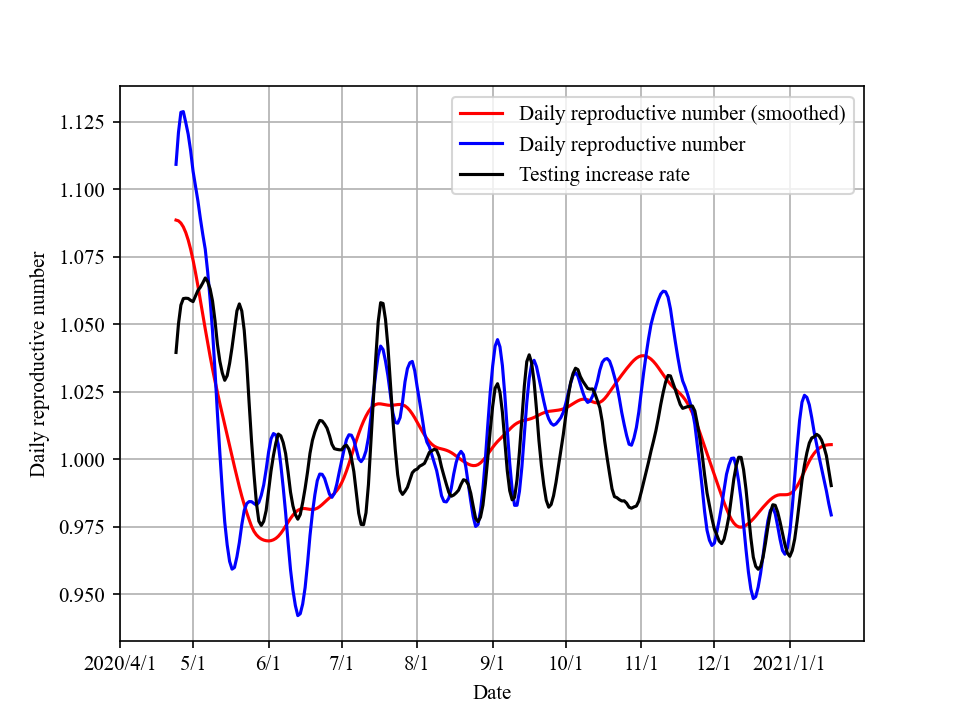 Daily reproductive number (smoothed)
Daily reproductive number
Testing increase rate
Daily reproductive number
1.125
1.100
1.075
1.050
1.025
1.000
0.975
0.950
2020/4/1 5/1 6/1 7/1 8/1 9/1 10/1 11/1 12/1 2021/1/1
Date